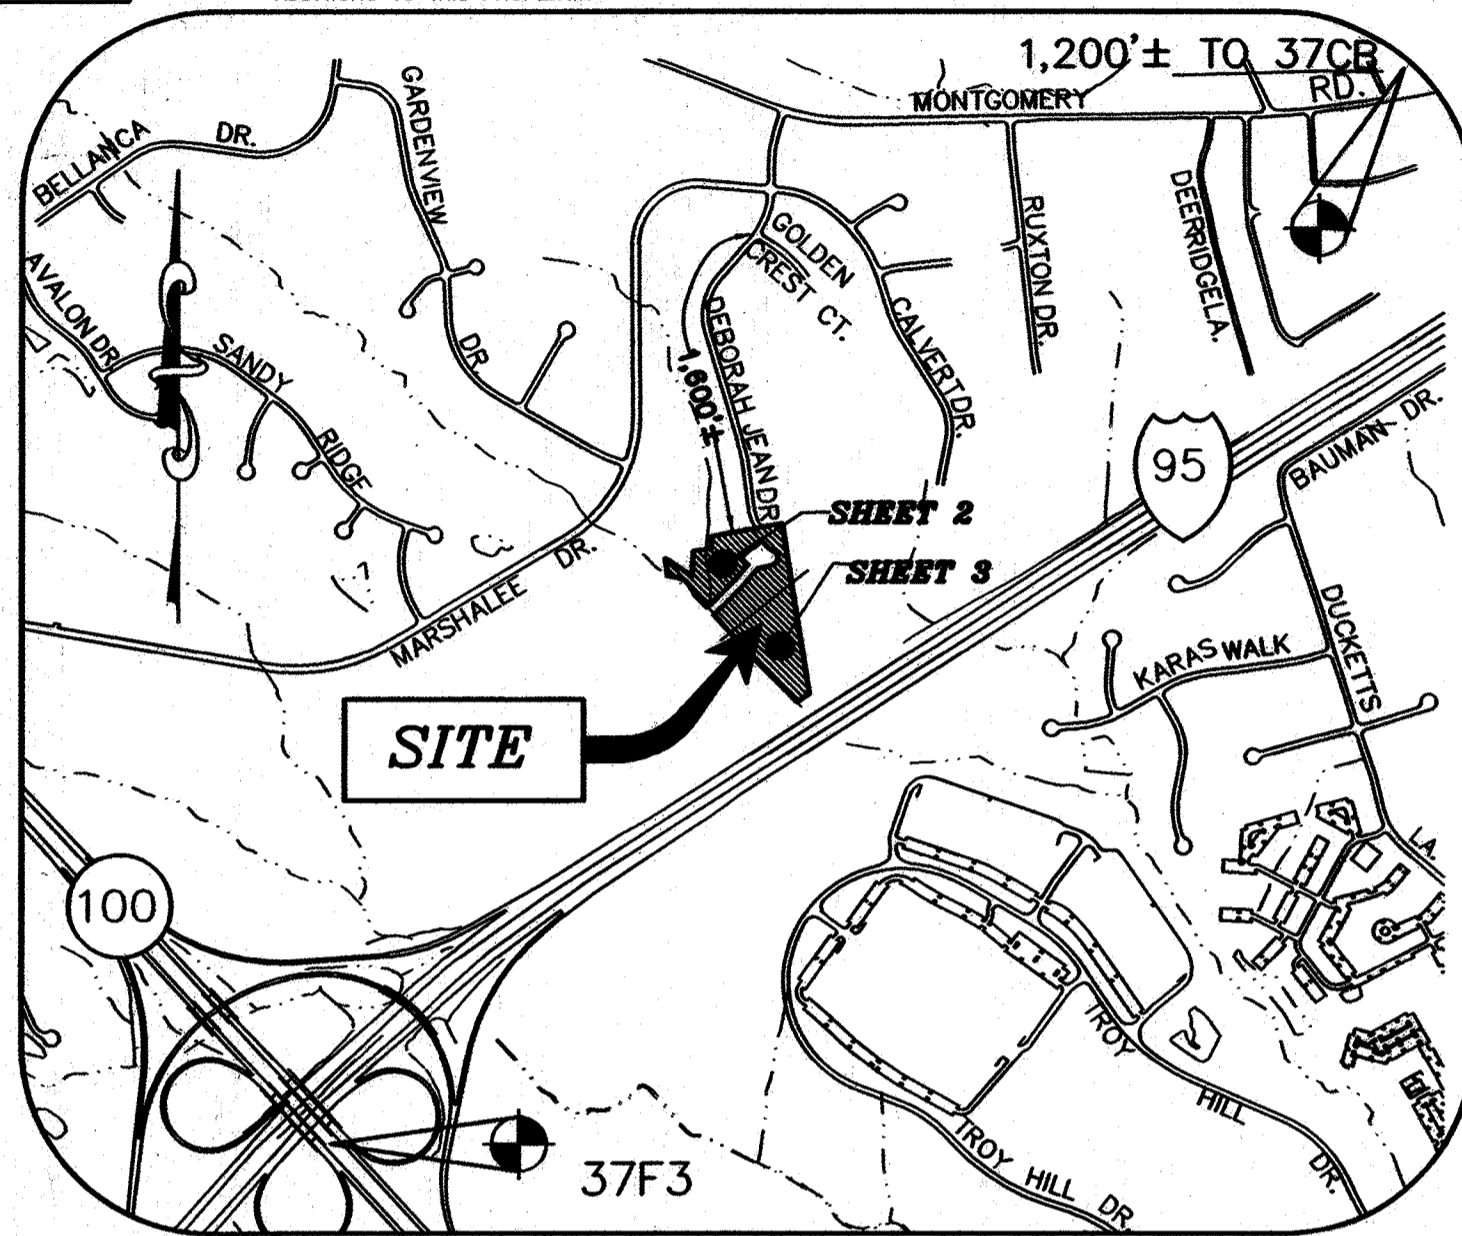 1,200'± TO 37CB
MONTGOMERY RD.
BELLANCA DR.
GARDENVIEW DR.
AVALON DR.
SANDY RIDGE
GOLDEN CREST CT.
DEBORAH JEAN DR.
1,600'±
CALVERT DR.
RUXTON DR.
DEERRIDGE LA.
95
BAUMAN DR.
SHEET 2
SHEET 3
MARSHALEE DR.
SITE
KARAS WALK
DUCKETTS LA.
100
TROY HILL DR.
TROY HILL DR.
37F3